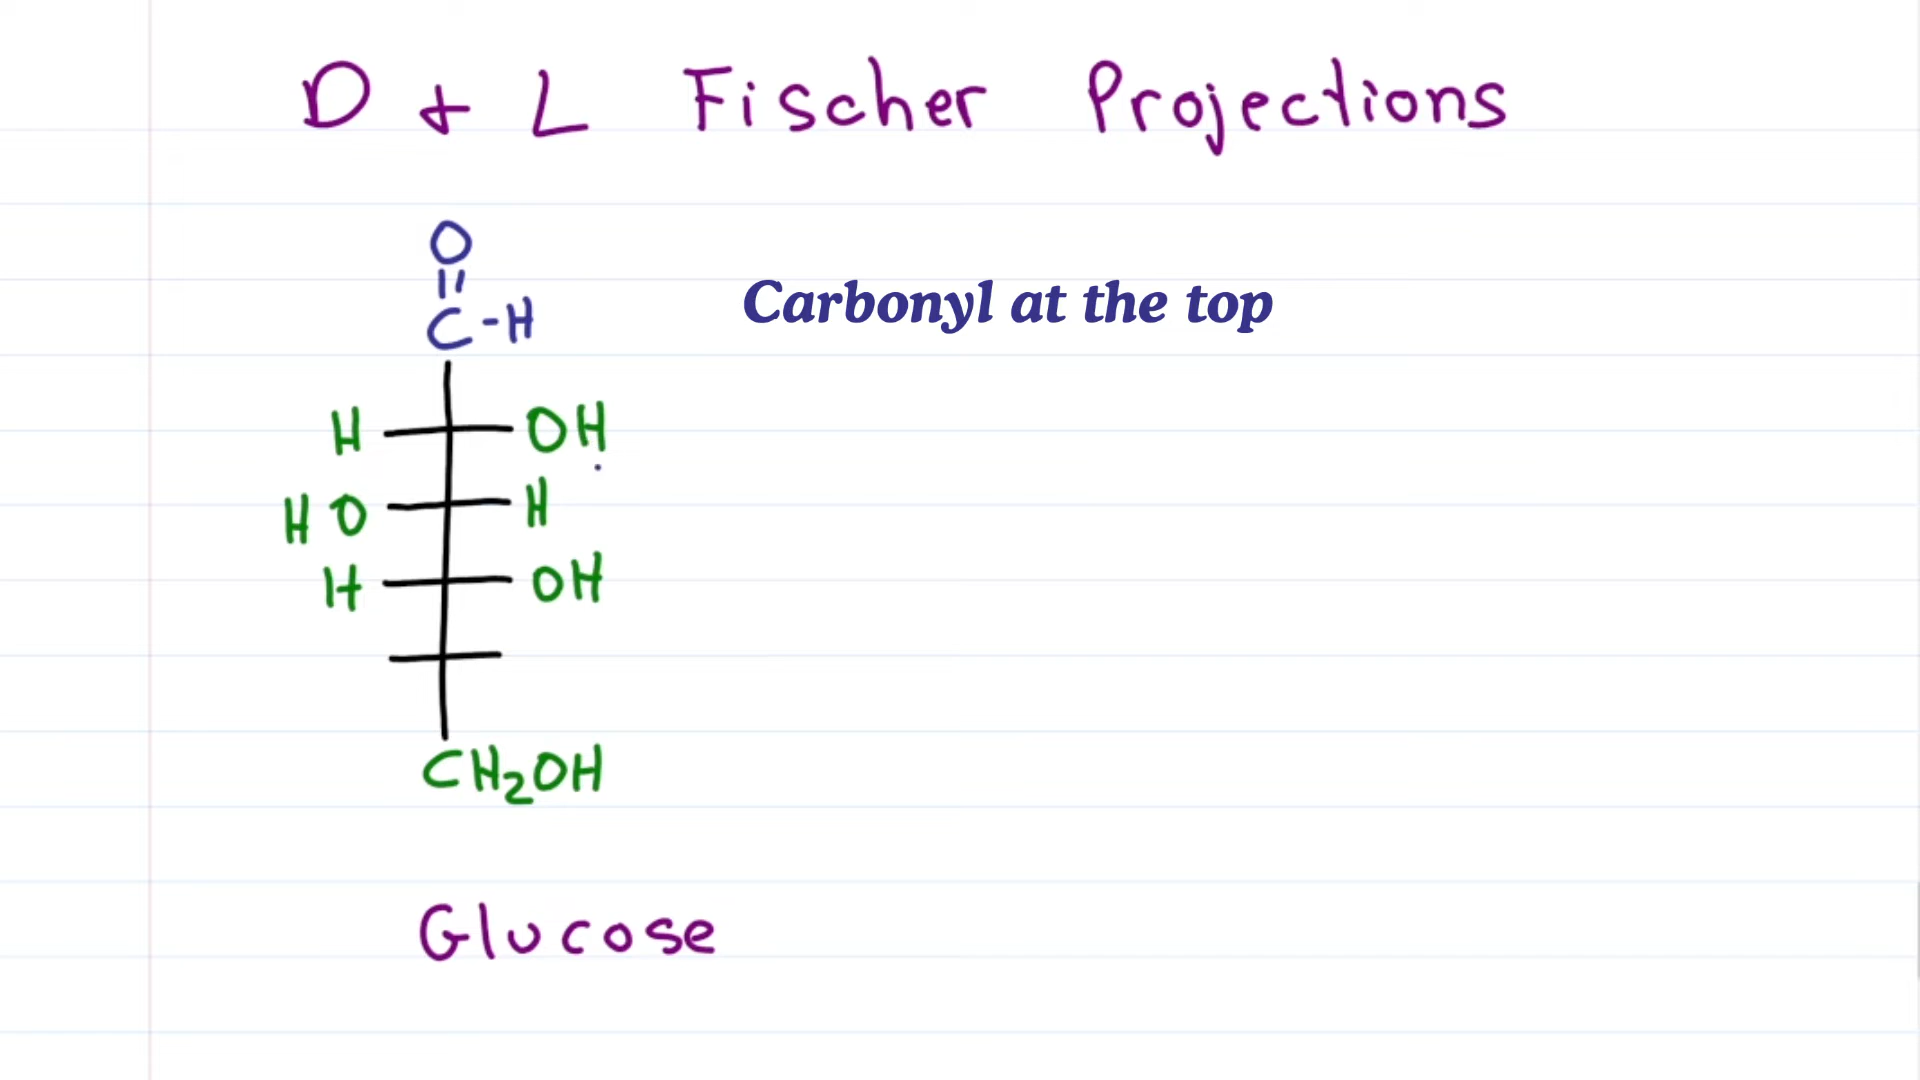 D + L Fischer Projections
O
C-H
Carbonyl at the top
H OH
HO H
H OH
CH2OH
Glucose